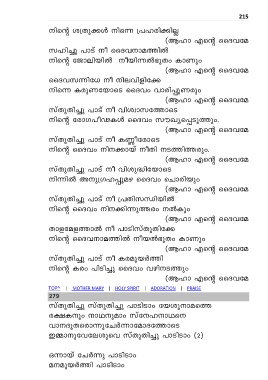 215
നിന്റെ ശത്രുക്കൾ നിന്നെ പ്രഹരിക്കില്ല
(ആഹാ എന്റെ ദൈവമേ
സഹിച്ചു പാട് നീ ദൈവനാമത്തിൽ
നിന്റെ ജോലിയിൽ നീയിന്നൽഭുതം കാണും
(ആഹാ എന്റെ ദൈവമേ
ദൈവസന്നിധേ നീ നിലവിളിക്കേ
നിന്നെ കരുണയോടെ ദൈവം വാരിപ്പുണരും
(ആഹാ എന്റെ ദൈവമേ
സ്തുതിച്ചു പാട് നീ വിശ്വാസത്തോടെ
നിന്റെ രോഗപീഢകൾ ദൈവം സൗഖ്യപ്പെടുത്തും.
(ആഹാ എന്റെ ദൈവമേ
സ്തുതിച്ചു പാട് നീ കണ്ണീരോടെ
നിന്റെ ദൈവം നിനക്കായ് നീതി നടത്തിത്തരും.
(ആഹാ എന്റെ ദൈവമേ
സ്തുതിച്ചു പാട് നീ വിശുദ്ധിയോടെ
നിന്നിൽ അനുഗ്രഹപ്പുമഴ ദൈവം ചൊരിയും
(ആഹാ എന്റെ ദൈവമേ
സ്തുതിച്ചു പാട് നീ പ്രതിസന്ധിയിൽ
നിന്റെ ദൈവം നിനക്കിന്നുത്തരം നൽകും
(ആഹാ എന്റെ ദൈവമേ
താളമേളത്താൽ നീ പാടിസ്തുതിക്കേ
നിന്റെ ദൈവനാമത്തിൽ നീയൽഭുതം കാണും
(ആഹാ എന്റെ ദൈവമേ
സ്തുതിച്ചു പാട് നീ കരമുയർത്തി
നിന്റെ കരം പിടിച്ചു ദൈവം വഴിനടത്തും
(ആഹാ എന്റെ ദൈവമേ
TOP^ | MOTHER MARY | HOLY SPIRIT | ADORATION | PRAISE
279
സ്തുതിച്ചു സ്തുതിച്ചു പാടിടാം യേശുനാമത്തെ
രക്ഷകനും നാഥനുമാം സ്നേഹനാഥനെ
വാനദൂതരൊന്നുചേർന്നാമോദത്തോടെ
ഇമ്മാനുവേലേശുവെ സ്തുതിച്ചു പാടിടാം (2)
ഒന്നായ് ചേർന്നു പാടിടാം
മനമുയർത്തി പാടിടാം